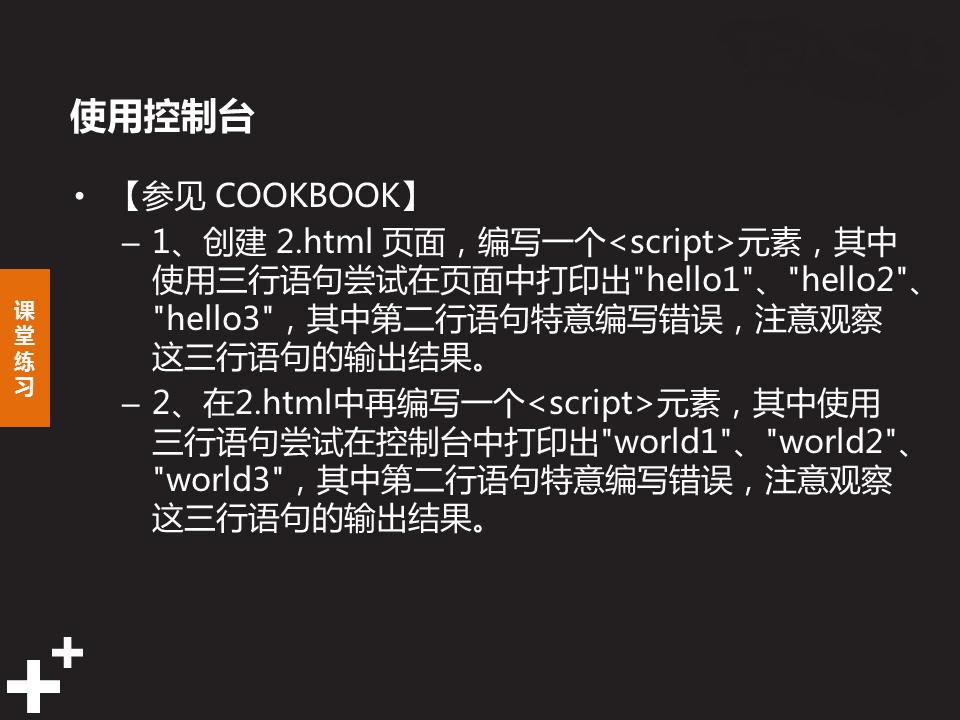 使用控制台
• 【参见 COOKBOOK】
– 1、创建 2.html 页面，编写一个<script>元素，其中
使用三行语句尝试在页面中打印出"hello1"、"hello2"、
"hello3"，其中第二行语句特意编写错误，注意观察
这三行语句的输出结果。
– 2、在2.html中再编写一个<script>元素，其中使用
三行语句尝试在控制台中打印出"world1"、"world2"、
"world3"，其中第二行语句特意编写错误，注意观察
这三行语句的输出结果。
课
堂
练
习